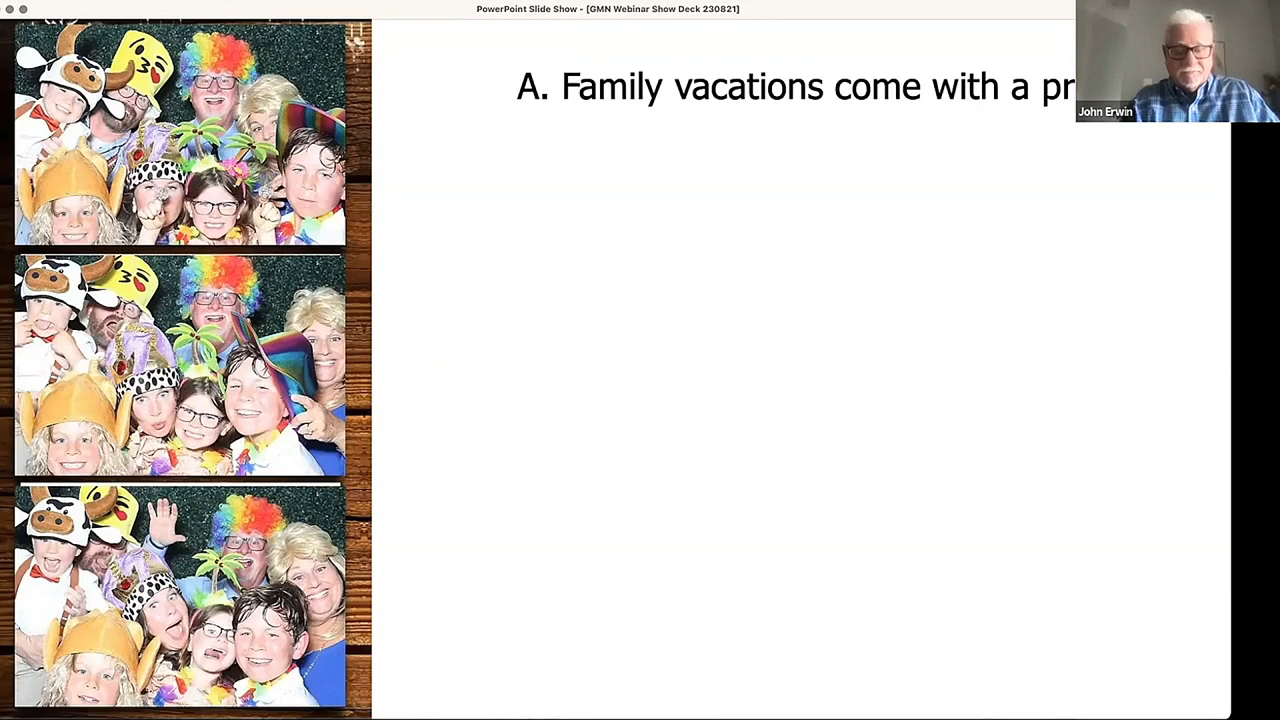 PowerPoint Slide Show - [GMN Webinar Show Deck 230821]
A. Family vacations come with a pr
John Erwin